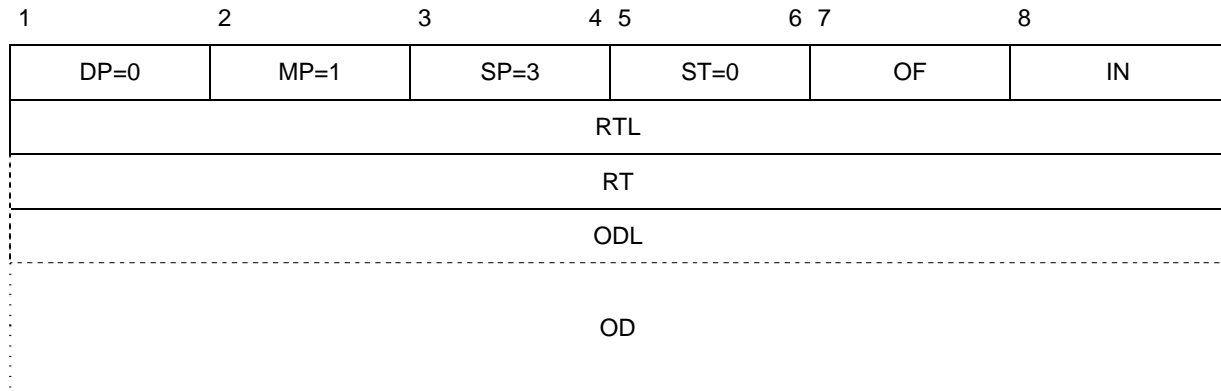 1 2 3 4 5 6 7 8
DP=0 MP=1 SP=3 ST=0 OF IN
RTL
RT
ODL
OD